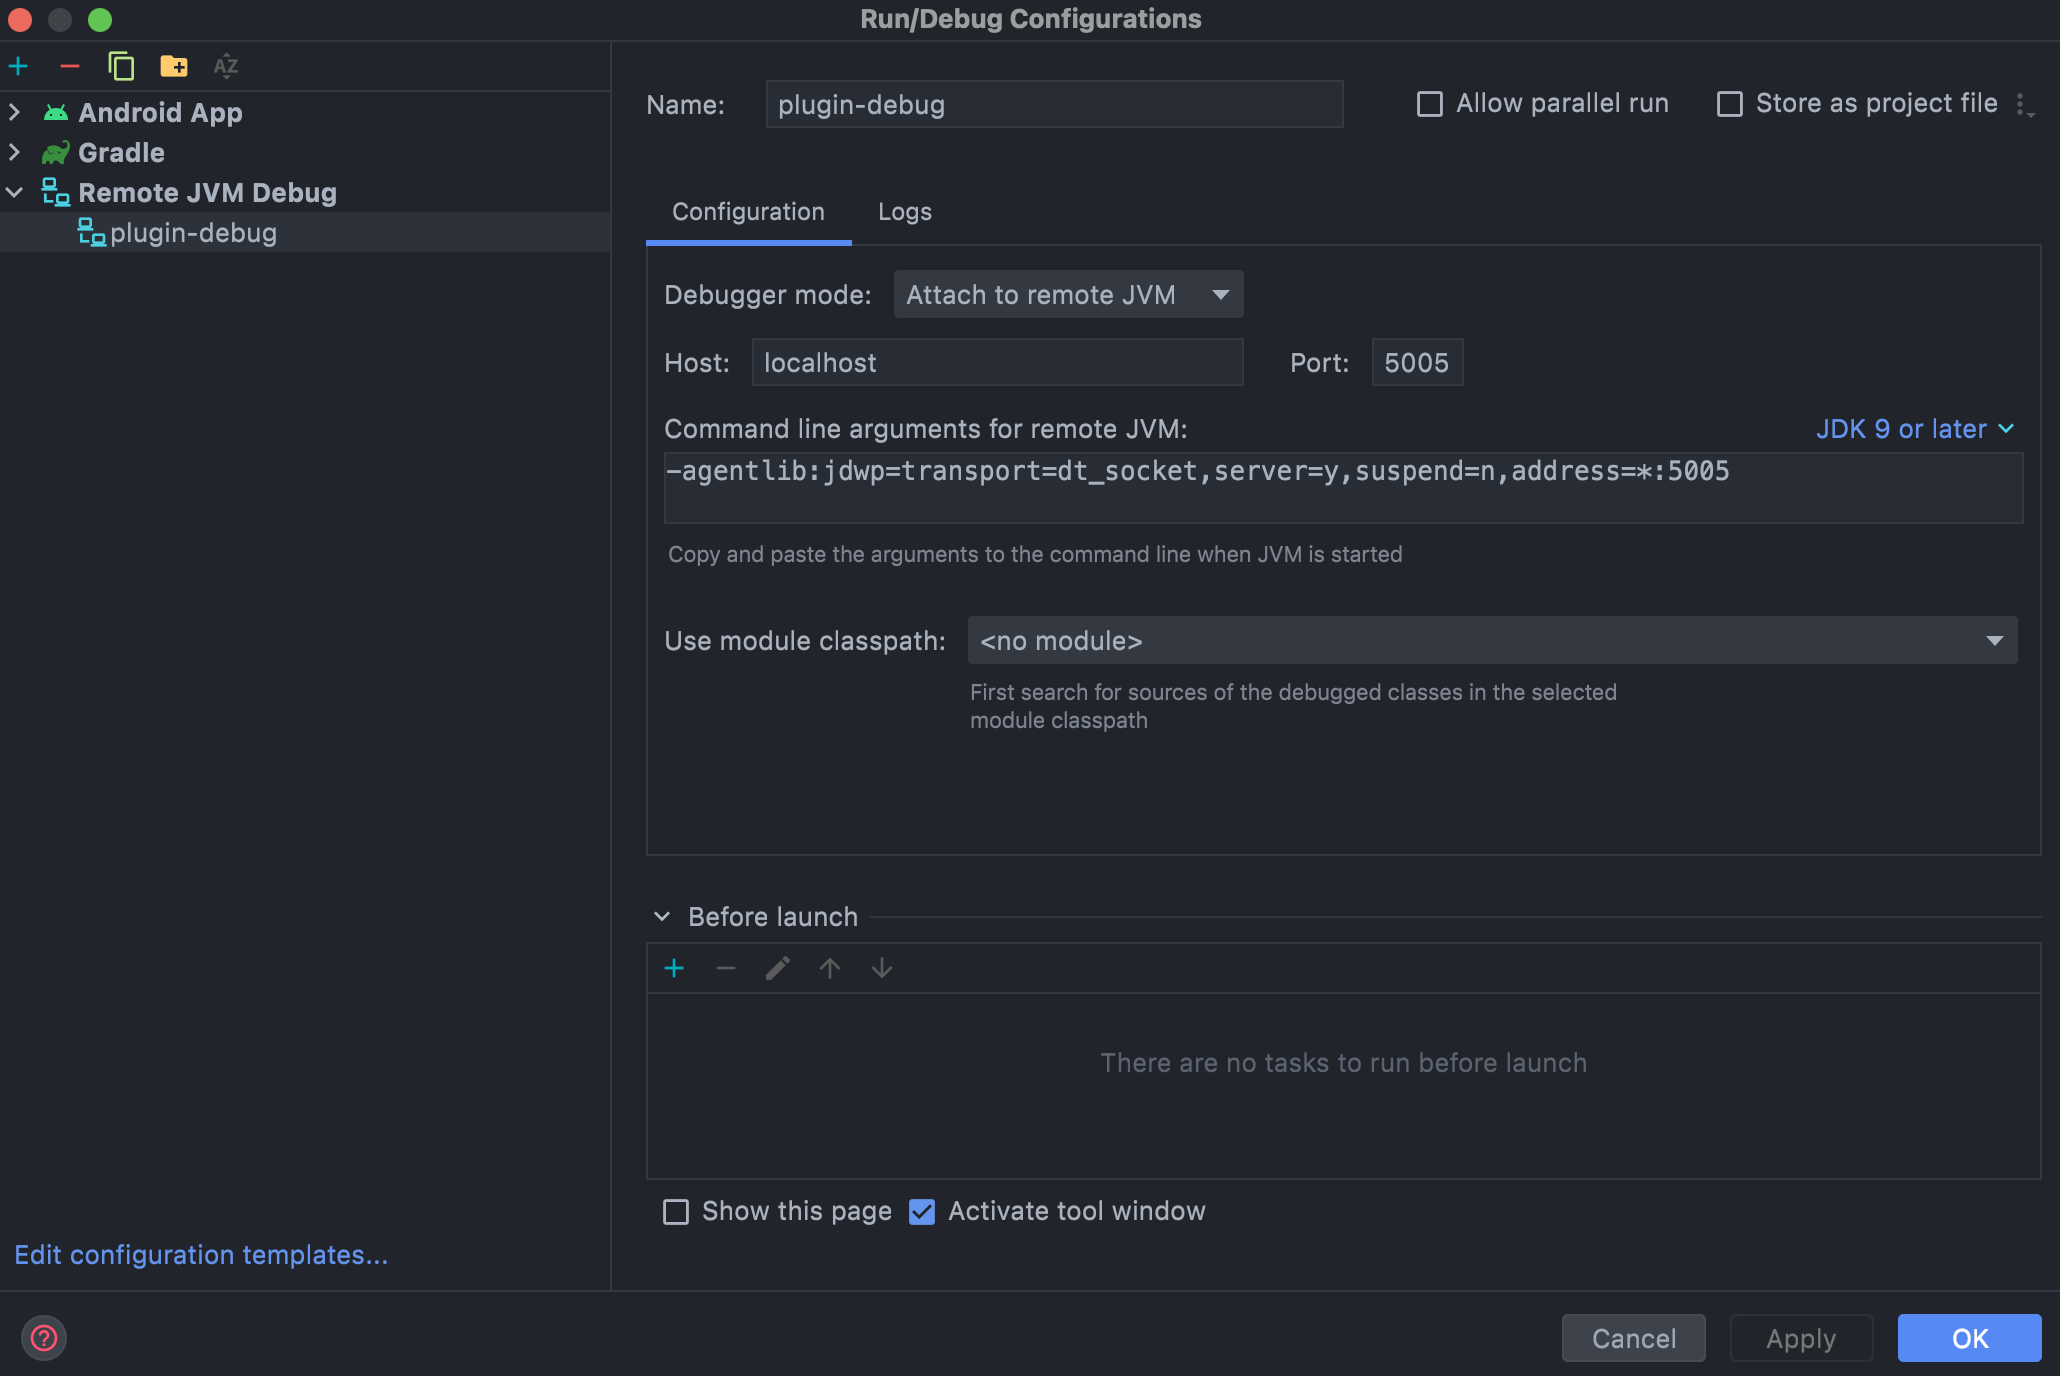 Run/Debug Configurations
AZ
Android App
Gradle
Remote JVM Debug
plugin-debug
Edit configuration templates...
Name:
plugin-debug
Allow parallel run
Store as project file
Configuration
Logs
Debugger mode:
Attach to remote JVM
Host:
localhost
Port:
5005
Command line arguments for remote JVM:
JDK 9 or later
-agentlib:jdwp=transport=dt_socket,server=y,suspend=n,address=*:5005
Copy and paste the arguments to the command line when JVM is started
Use module classpath:
<no module>
First search for sources of the debugged classes in the selected
module classpath
Before launch
There are no tasks to run before launch
Show this page
Activate tool window
?
Cancel
Apply
OK